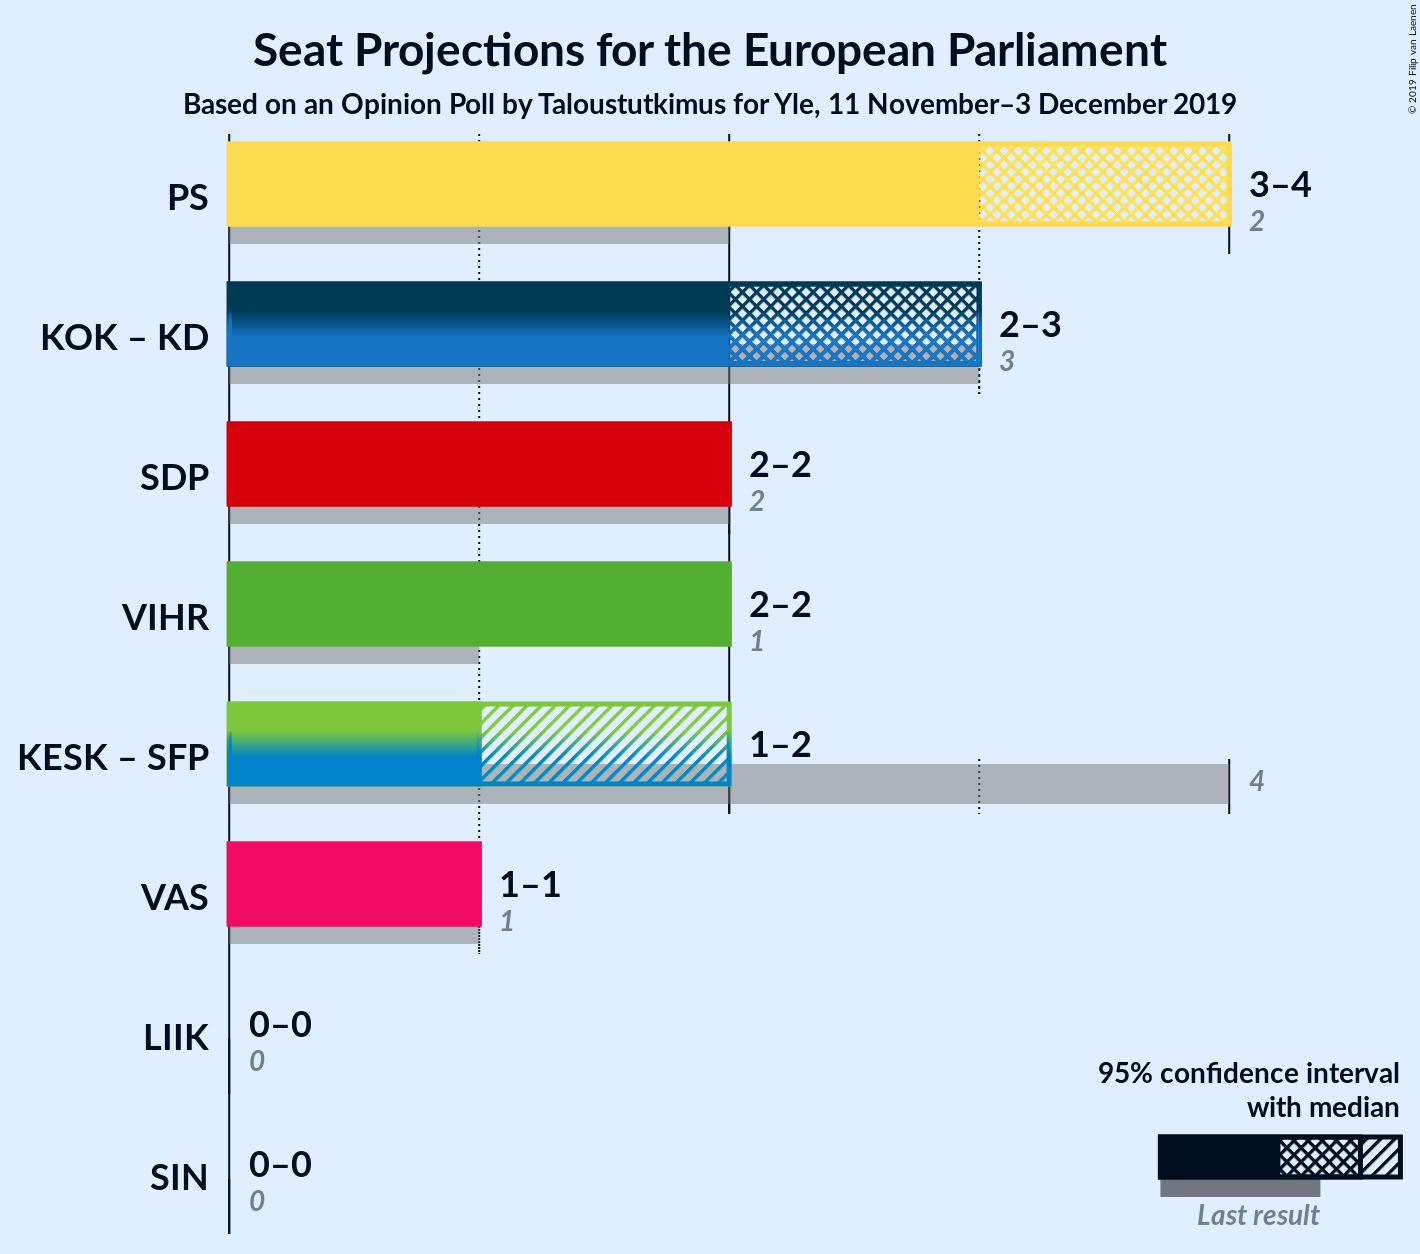 Seat Projections for the European Parliament
Based on an Opinion Poll by Taloustutkimus for Yle, 11 November–3 December 2019
© 2019 Filip van Laenen
PS
3–4
2
KOK – KD
2–3
3
SDP
2–2
2
VIHR
2–2
1
KESK – SFP
1–2
4
VAS
1–1
1
LIIK
0–0
0
SIN
0–0
0
95% confidence interval
with median
Last result